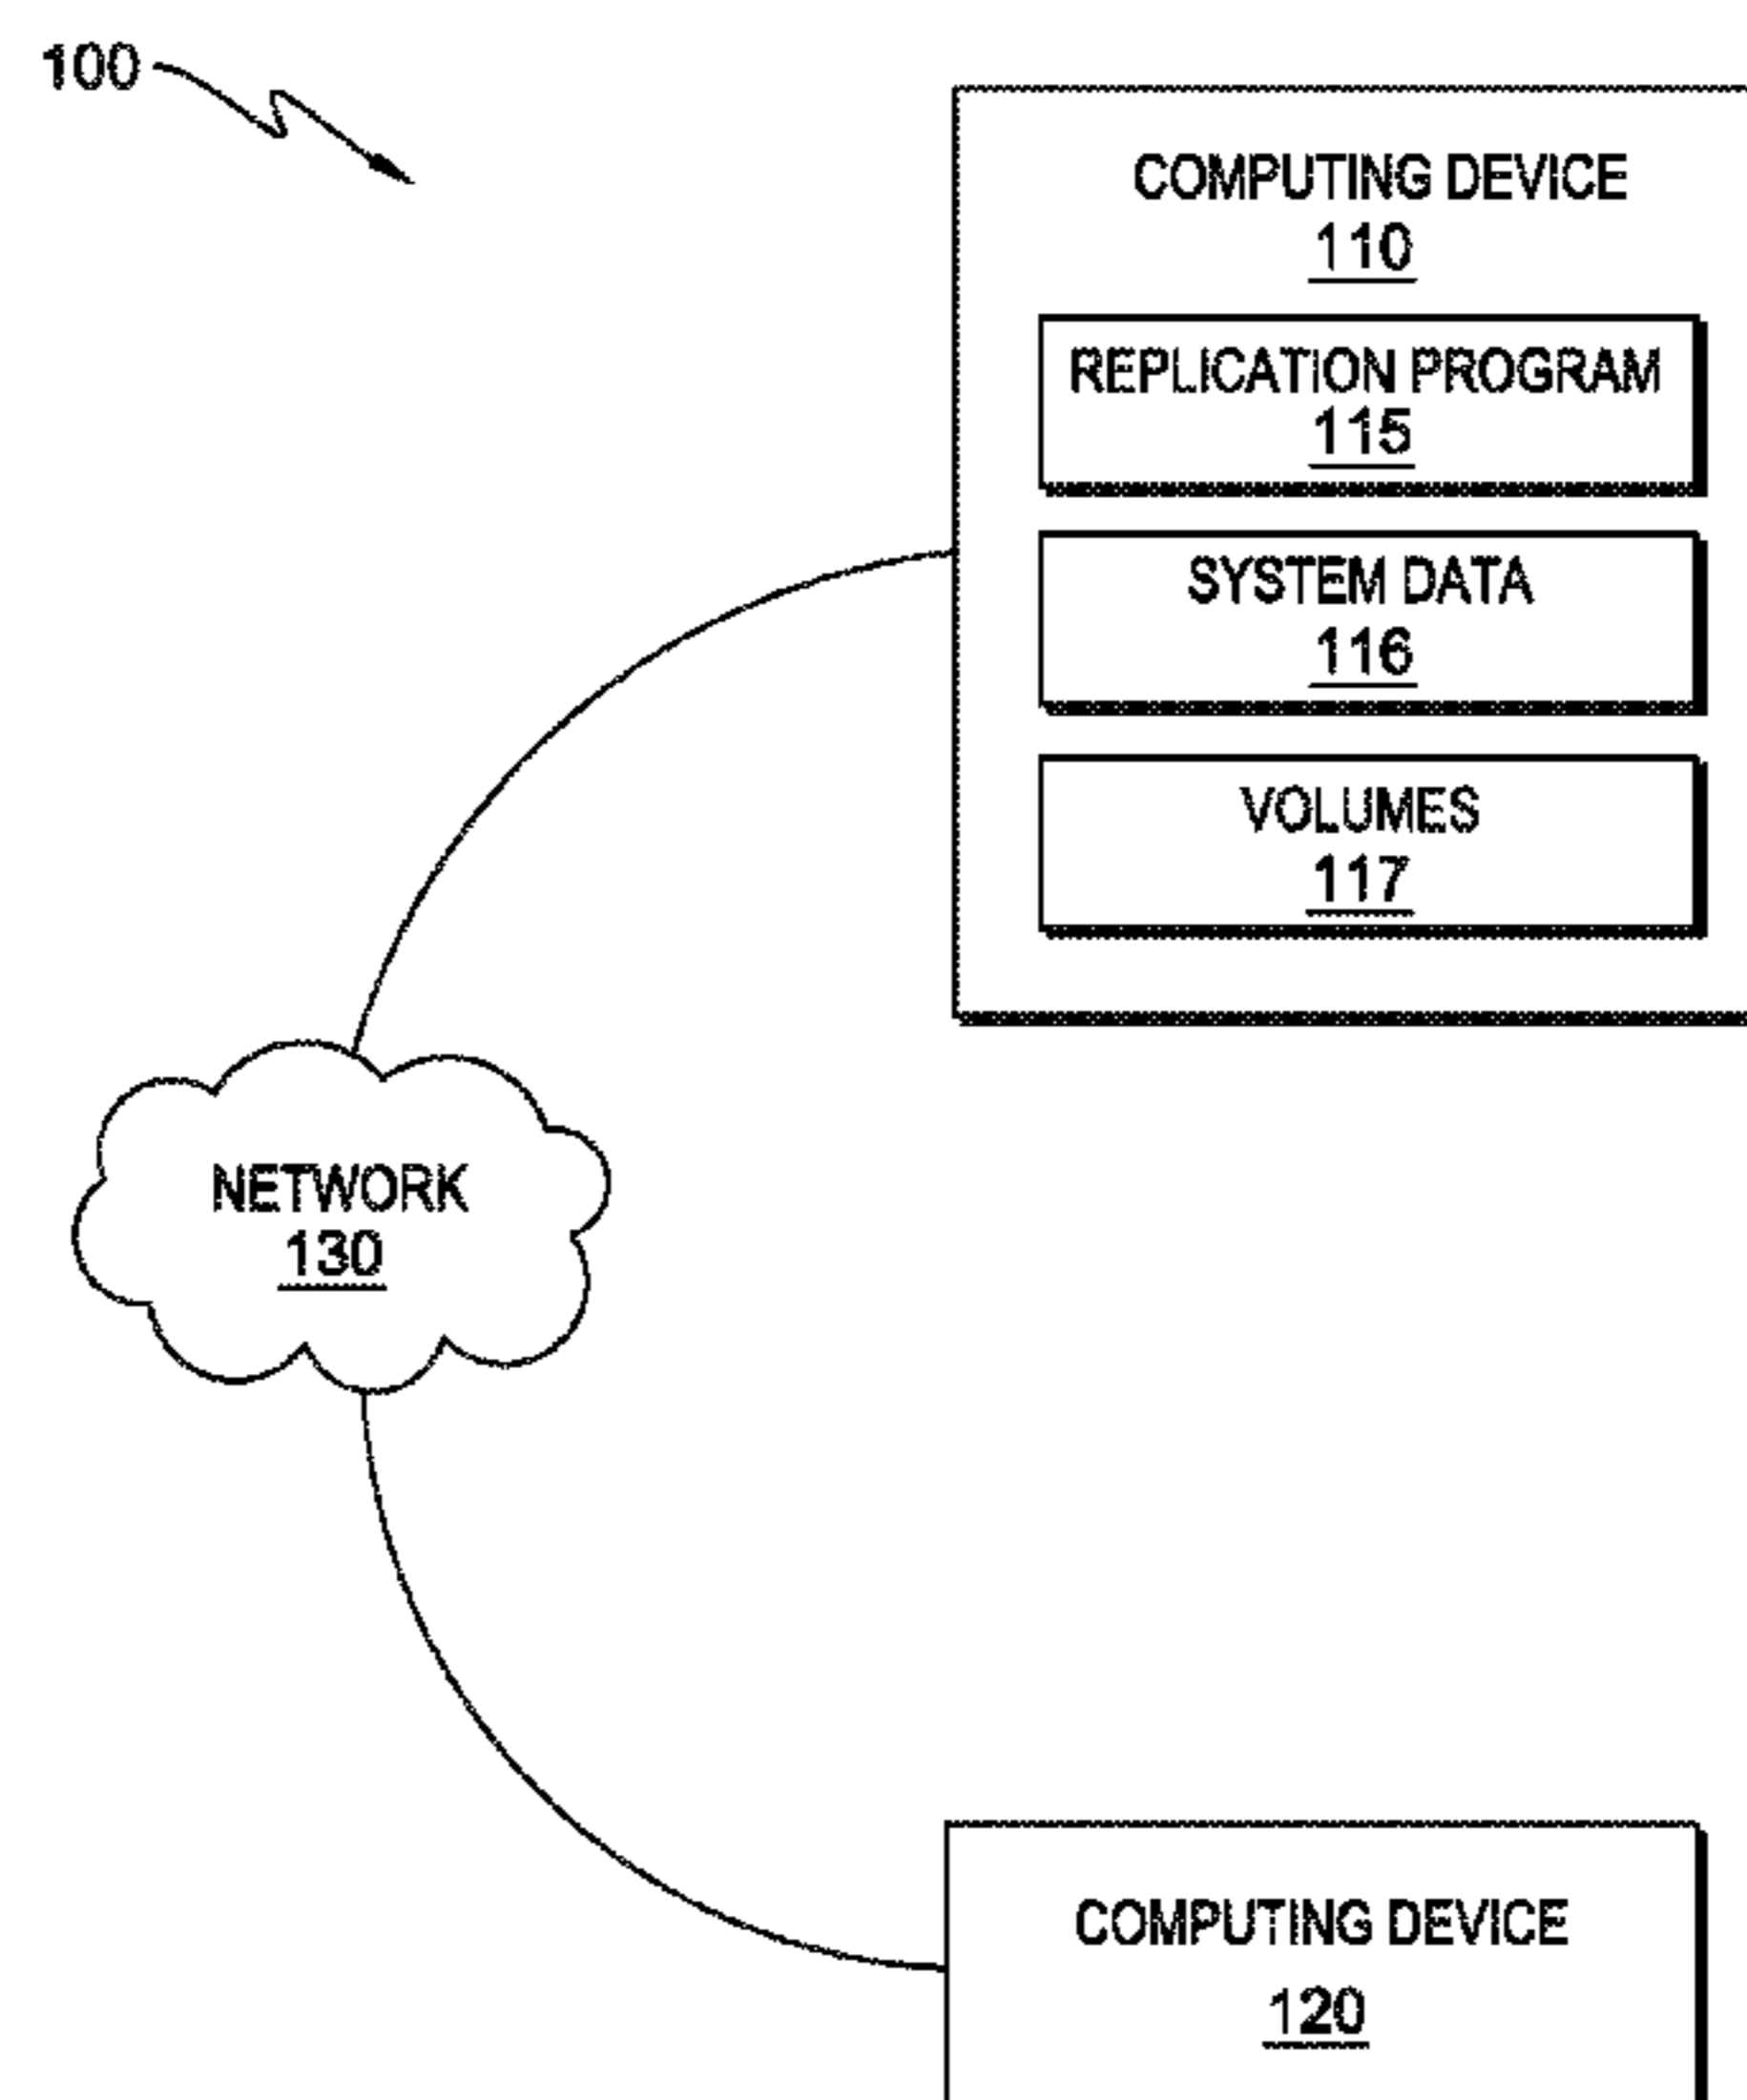 100
COMPUTING DEVICE
110
REPLICATION PROGRAM
115
SYSTEM DATA
116
VOLUMES
117
NETWORK
130
COMPUTING DEVICE
120